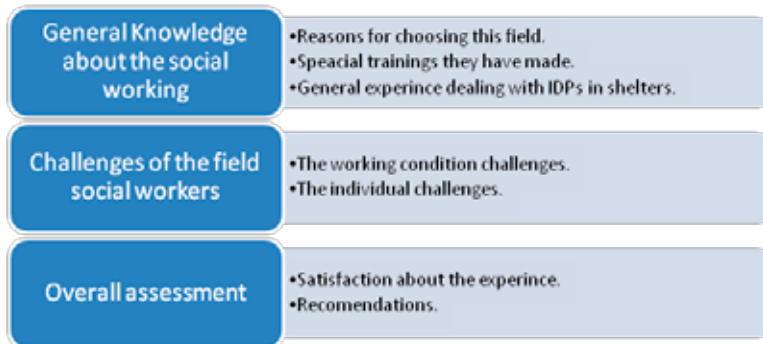 General Knowledge
about the social
working
•Reasons for choosing this field.
•Speacial trainings they have made.
•General experince dealing with IDPs in shelters.
Challenges of the field
social workers
•The working condition challenges.
•The individual challenges.
Overall assessment
•Satisfaction about the experince.
•Recomendations.